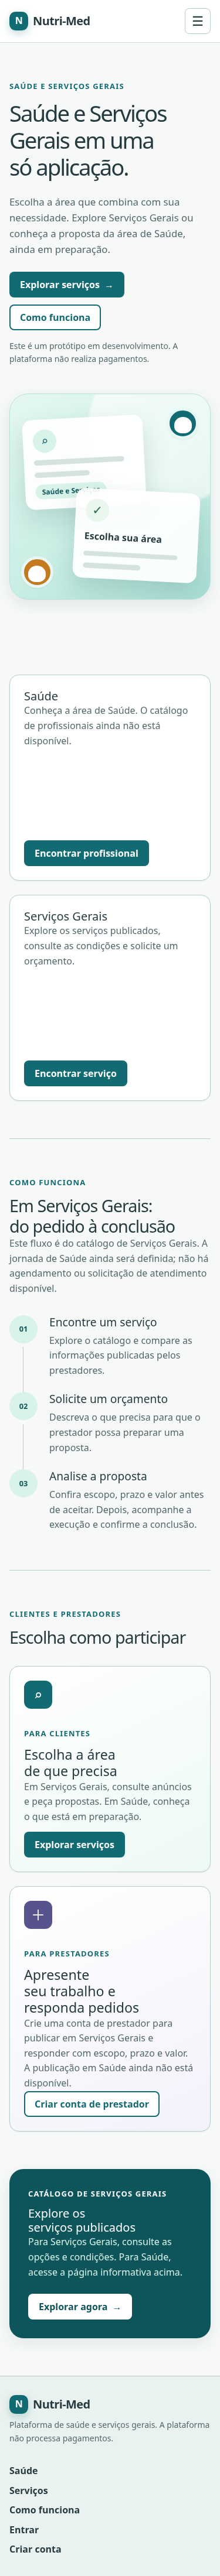 N Nutri-Med
SAÚDE E SERVIÇOS GERAIS
Saúde e Serviços
Gerais em uma
só aplicação.
Escolha a área que combina com sua
necessidade. Explore Serviços Gerais ou
conheça a proposta da área de Saúde,
ainda em preparação.
Explorar serviços →
Como funciona
Este é um protótipo em desenvolvimento. A
plataforma não realiza pagamentos.
Saúde e
✓
Escolha sua área
Saúde
Conheça a área de Saúde. O catálogo
de profissionais ainda não está
disponível.
Encontrar profissional
Serviços Gerais
Explore os serviços publicados,
consulte as condições e solicite um
orçamento.
Encontrar serviço
COMO FUNCIONA
Em Serviços Gerais:
do pedido à conclusão
Este fluxo é do catálogo de Serviços Gerais. A
jornada de Saúde ainda será definida; não há
agendamento ou solicitação de atendimento
disponível.
01
Encontre um serviço
Explore o catálogo e compare as
informações publicadas pelos
prestadores.
02
Solicite um orçamento
Descreva o que precisa para que o
prestador possa preparar uma
proposta.
03
Analise a proposta
Confira escopo, prazo e valor antes
de aceitar. Depois, acompanhe a
execução e confirme a conclusão.
CLIENTES E PRESTADORES
Escolha como participar
PARA CLIENTES
Escolha a área
de que precisa
Em Serviços Gerais, consulte anúncios
e peça propostas. Em Saúde, conheça
o que está em preparação.
Explorar serviços
+
PARA PRESTADORES
Apresente
seu trabalho e
responda pedidos
Crie uma conta de prestador para
publicar em Serviços Gerais e
responder com escopo, prazo e valor.
A publicação em Saúde ainda não está
disponível.
Criar conta de prestador
CATÁLOGO DE SERVIÇOS GERAIS
Explore os
serviços publicados
Para Serviços Gerais, consulte as
opções e condições. Para Saúde,
acesse a página informativa acima.
Explorar agora →
N Nutri-Med
Plataforma de saúde e serviços gerais. A plataforma
não processa pagamentos.
Saúde
Serviços
Como funciona
Entrar
Criar conta